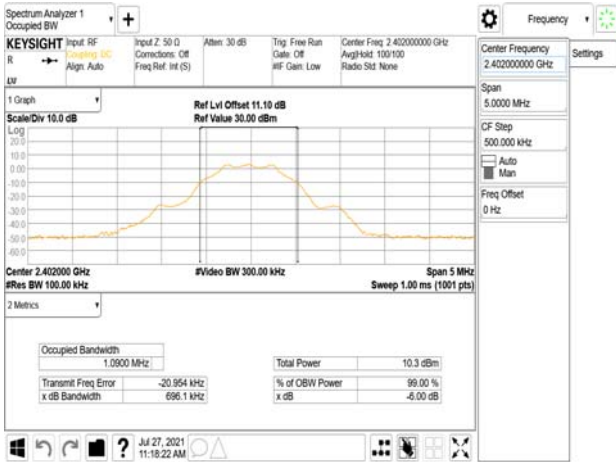 Spectrum Analyzer 1
Occupied BW
Frequency
KEYSIGHT
R
LXI
Input: RF
Coupling: DC
Align: Auto
Input Z: 50 Ω
Corrections: Off
Freq Ref: Int (S)
Atten: 30 dB
Trig: Free Run
Gate: Off
#IF Gain: Low
Center Freq: 2.402000000 GHz
Avg|Hold: 100/100
Radio Std: None
Center Frequency
2.402000000 GHz
Settings
Span
5.0000 MHz
CF Step
500.000 kHz
Auto
Man
Freq Offset
0 Hz
1 Graph
Scale/Div 10.0 dB
Ref Lvl Offset 11.10 dB
Ref Value 30.00 dBm
Log
20.0
10.0
0.00
-10.0
-20.0
-30.0
-40.0
-50.0
-60.0
Center 2.402000 GHz
#Video BW 300.00 kHz
Span 5 MHz
#Res BW 100.00 kHz
Sweep 1.00 ms (1001 pts)
2 Metrics
Occupied Bandwidth
1.0900 MHz
Total Power 10.3 dBm
Transmit Freq Error -20.954 kHz
% of OBW Power 99.00 %
x dB Bandwidth 696.1 kHz
x dB -6.00 dB
?
Jul 27, 2021
11:18:22 AM